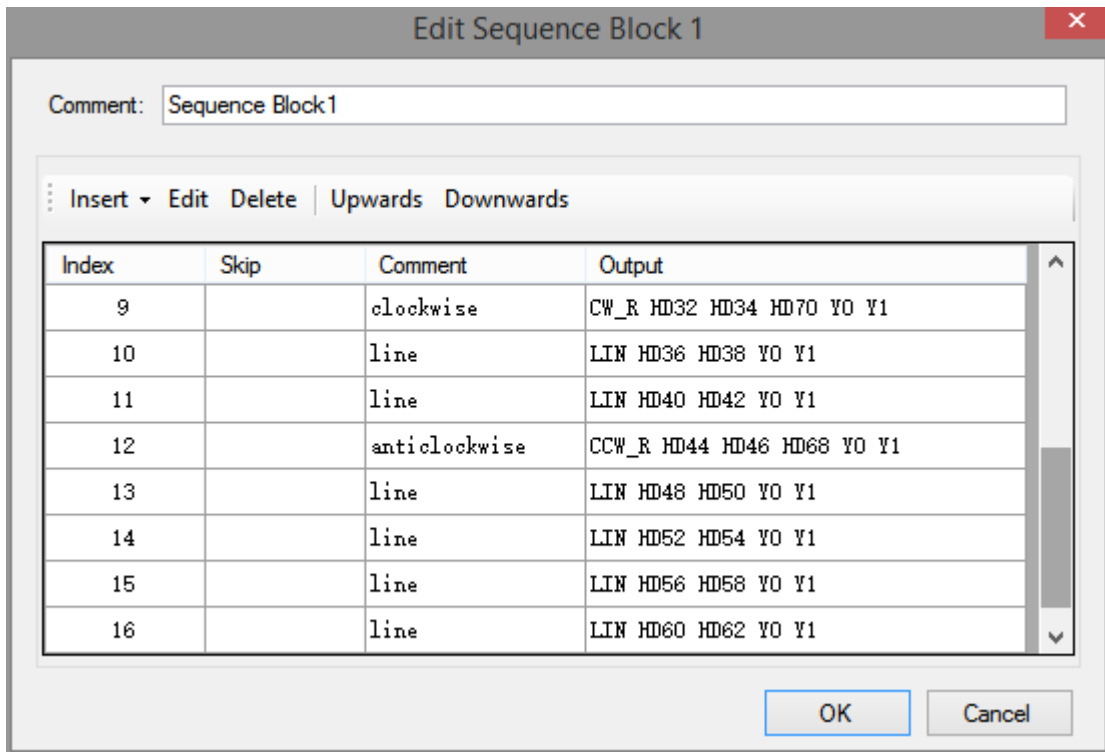 Edit Sequence Block 1
Comment: Sequence Block1
Insert Edit Delete Upwards Downwards
Index Skip Comment Output
9 clockwise CW_R HD32 HD34 HD70 Y0 Y1
10 line LIN HD36 HD38 Y0 Y1
11 line LIN HD40 HD42 Y0 Y1
12 anticlockwise CCW_R HD44 HD46 HD68 Y0 Y1
13 line LIN HD48 HD50 Y0 Y1
14 line LIN HD52 HD54 Y0 Y1
15 line LIN HD56 HD58 Y0 Y1
16 line LIN HD60 HD62 Y0 Y1
OK Cancel